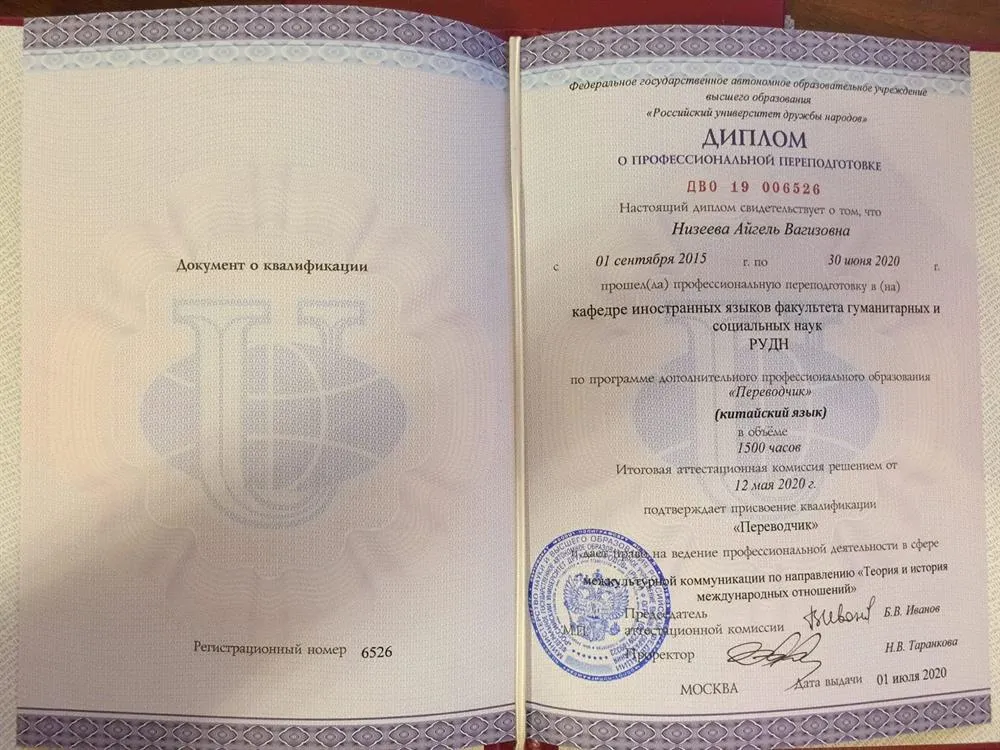 Документ о квалификации
Регистрационный номер 6526
Федеральное государственное автономное образовательное учреждение
высшего образования
«Российский университет дружбы народов»
ДИПЛОМ
О ПРОФЕССИОНАЛЬНОЙ ПЕРЕПОДГОТОВКЕ
ДВО 19 006526
Настоящий диплом свидетельствует о том, что
Низеева Айгель Вагизовна
с 01 сентября 2015 г. по 30 июня 2020 г.
прошел(ла) профессиональную переподготовку в (на)
кафедре иностранных языков факультета гуманитарных и
социальных наук
РУДН
по программе дополнительного профессионального образования
«Переводчик»
(китайский язык)
в объёме
1500 часов
Итоговая аттестационная комиссия решением от
12 мая 2020 г.
подтверждает присвоение квалификации
«Переводчик»
и дает право на ведение профессиональной деятельности в сфере
межкультурной коммуникации по направлению «Теория и история
международных отношений»
Председатель
М.П. аттестационной комиссии Б.В. Иванов
Проректор Н.В. Таранкова
МОСКВА Дата выдачи 01 июля 2020